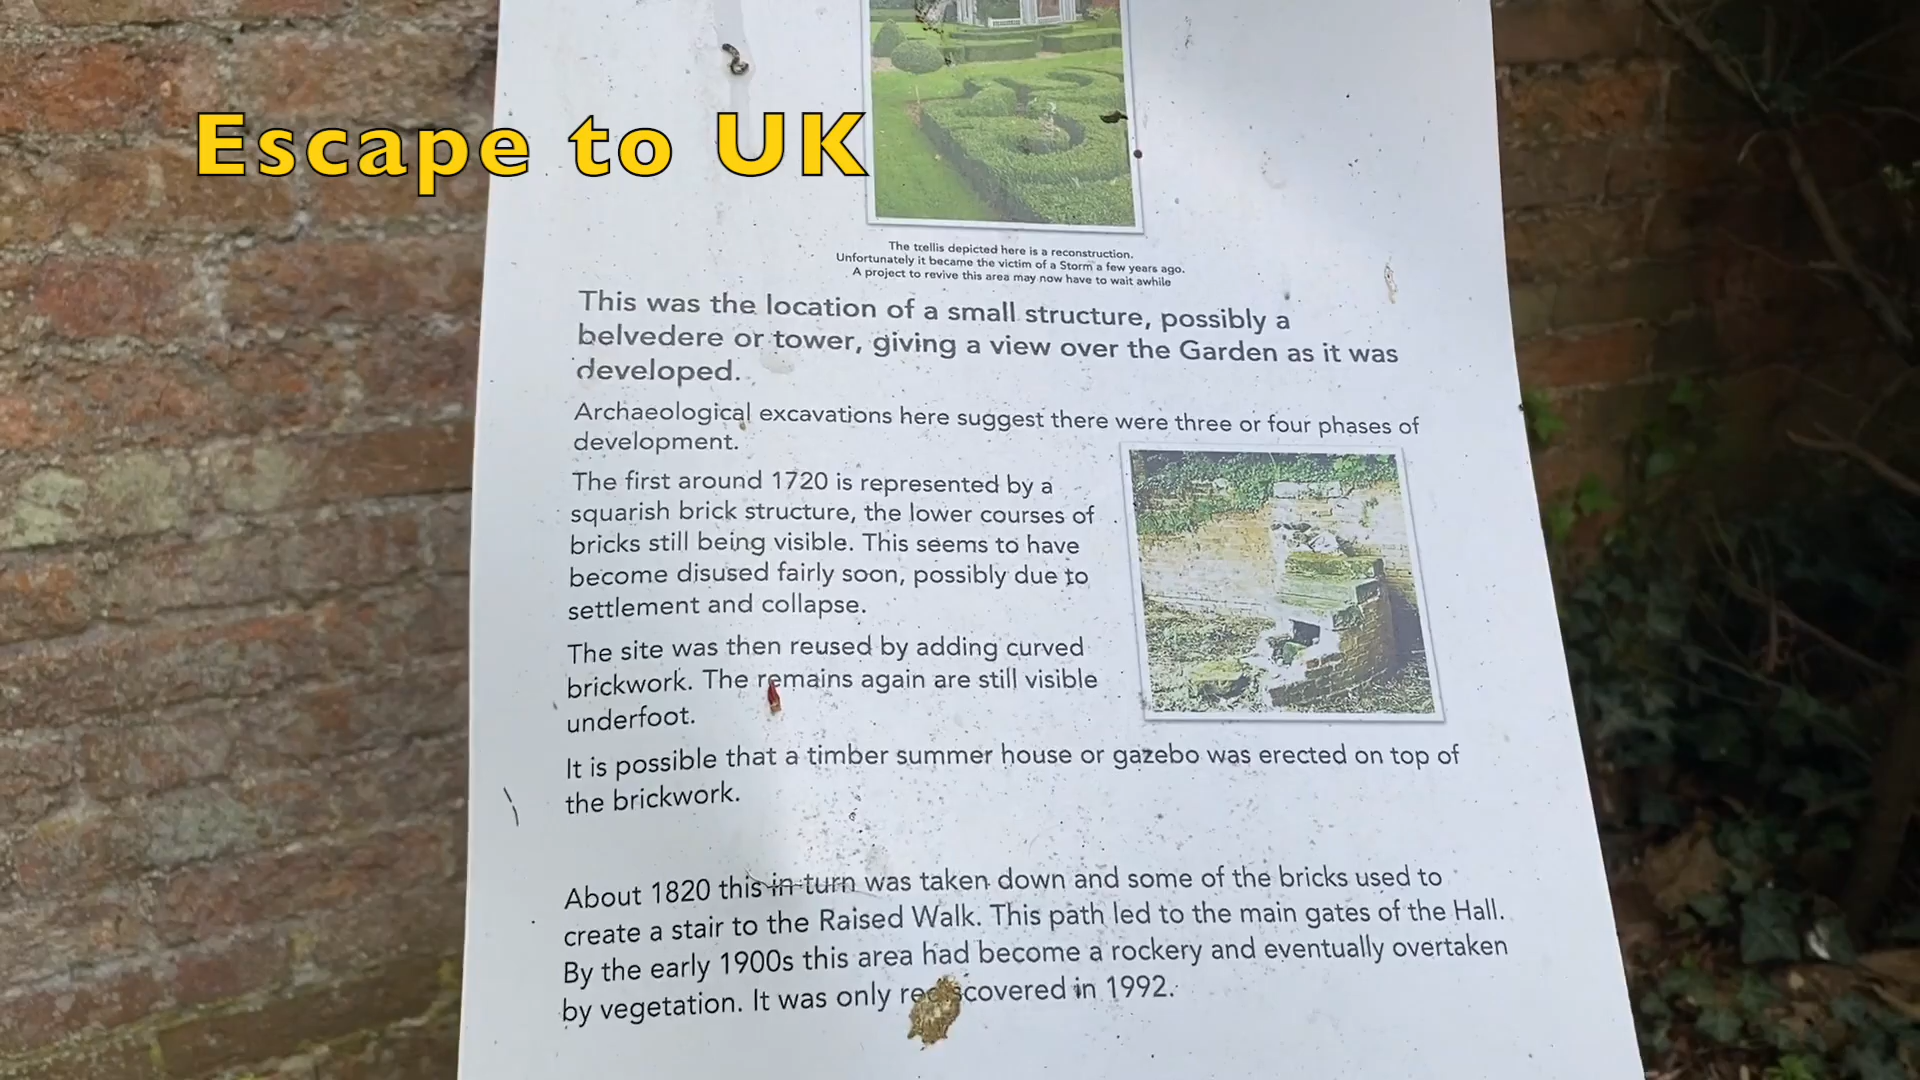 Escape to UK
The trellis depicted here is a reconstruction.
Unfortunately it became the victim of a Storm a few years ago.
A project to revive this area may now have to wait awhile
This was the location of a small structure, possibly a
belvedere or tower, giving a view over the Garden as it was
developed.
Archaeological excavations here suggest there were three or four phases of
development.
The first around 1720 is represented by a
squarish brick structure, the lower courses of
bricks still being visible. This seems to have
become disused fairly soon, possibly due to
settlement and collapse.
The site was then reused by adding curved
brickwork. The remains again are still visible
underfoot.
It is possible that a timber summer house or gazebo was erected on top of
the brickwork.
About 1820 this in turn was taken down and some of the bricks used to
create a stair to the Raised Walk. This path led to the main gates of the Hall.
By the early 1900s this area had become a rockery and eventually overtaken
by vegetation. It was only rediscovered in 1992.